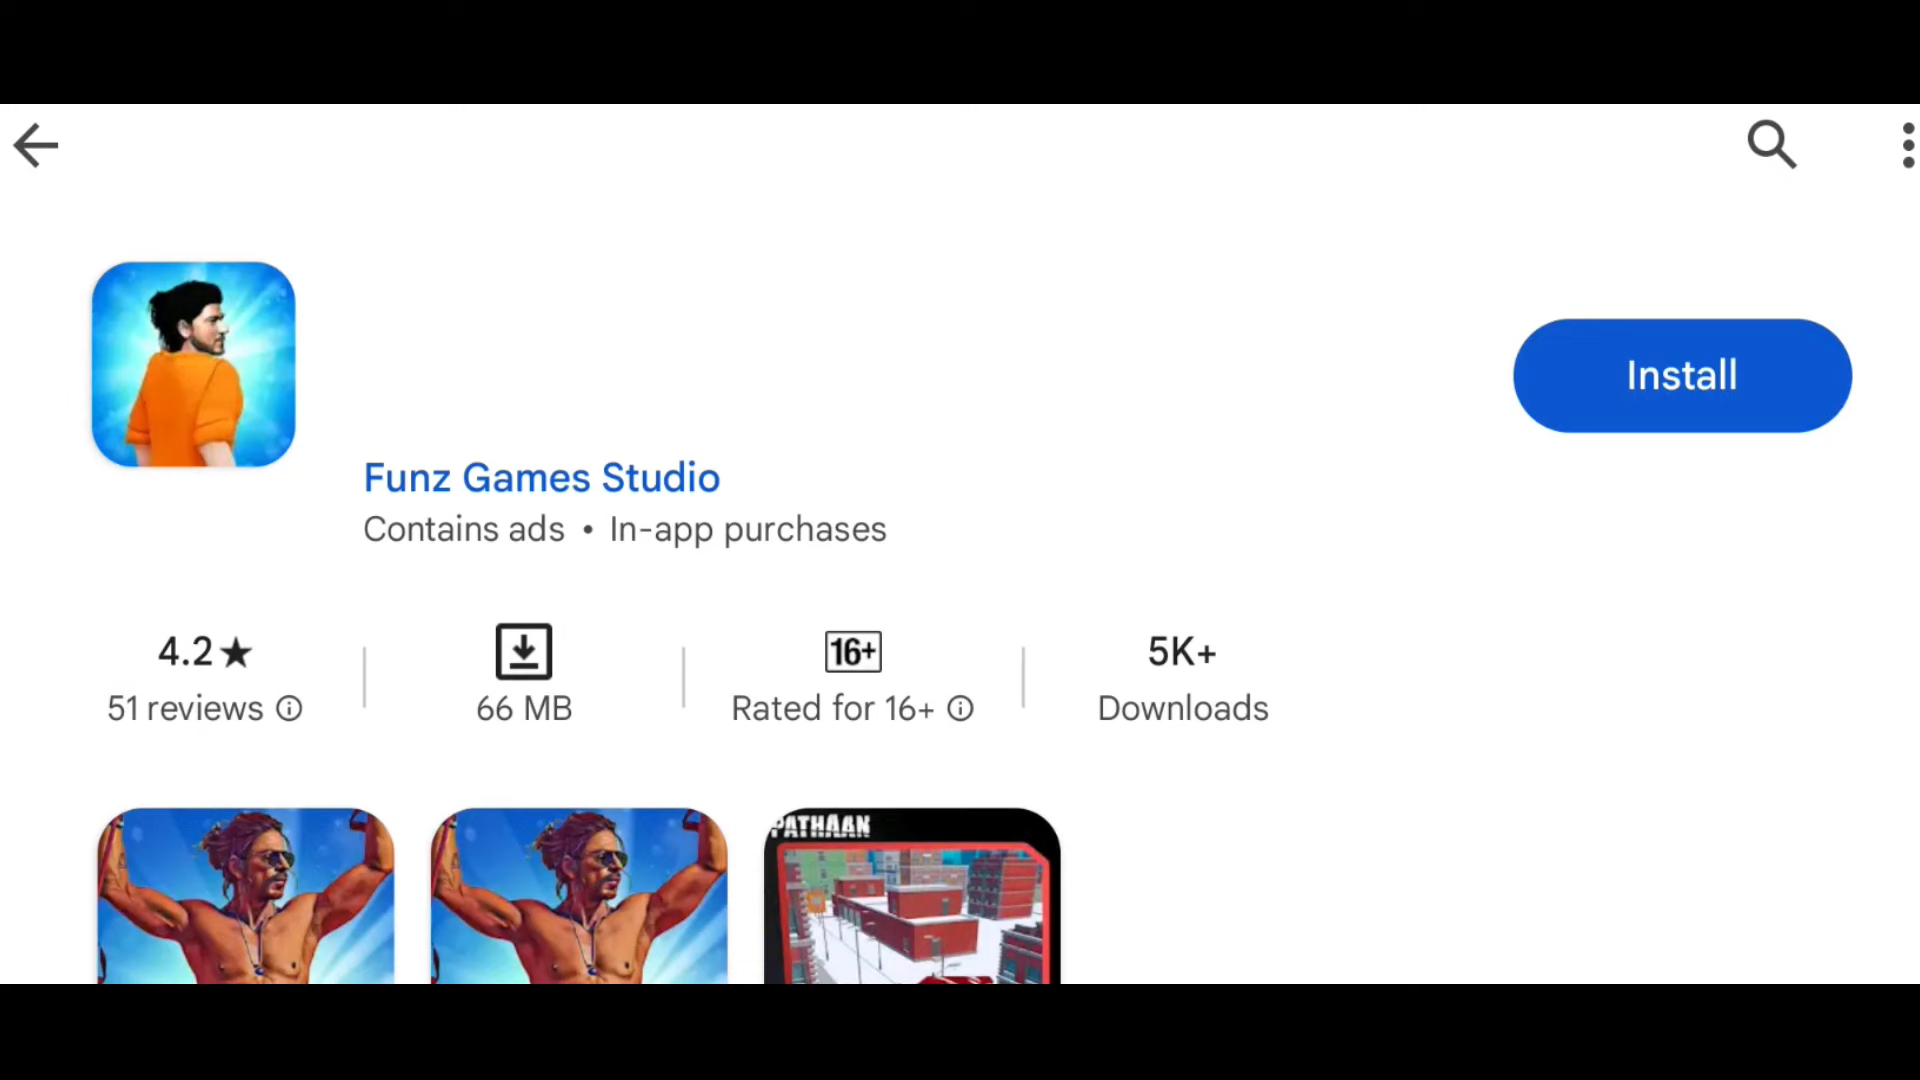 Install
Funz Games Studio
Contains ads • In-app purchases
4.2★
51 reviews
66 MB
16+
Rated for 16+
5K+
Downloads
PATHAAN